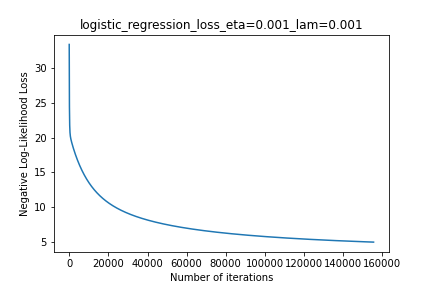 logistic_regression_loss_eta=0.001_lam=0.001
Negative Log-Likelihood Loss
30
25
20
15
10
5
0 20000 40000 60000 80000 100000 120000 140000 160000
Number of iterations